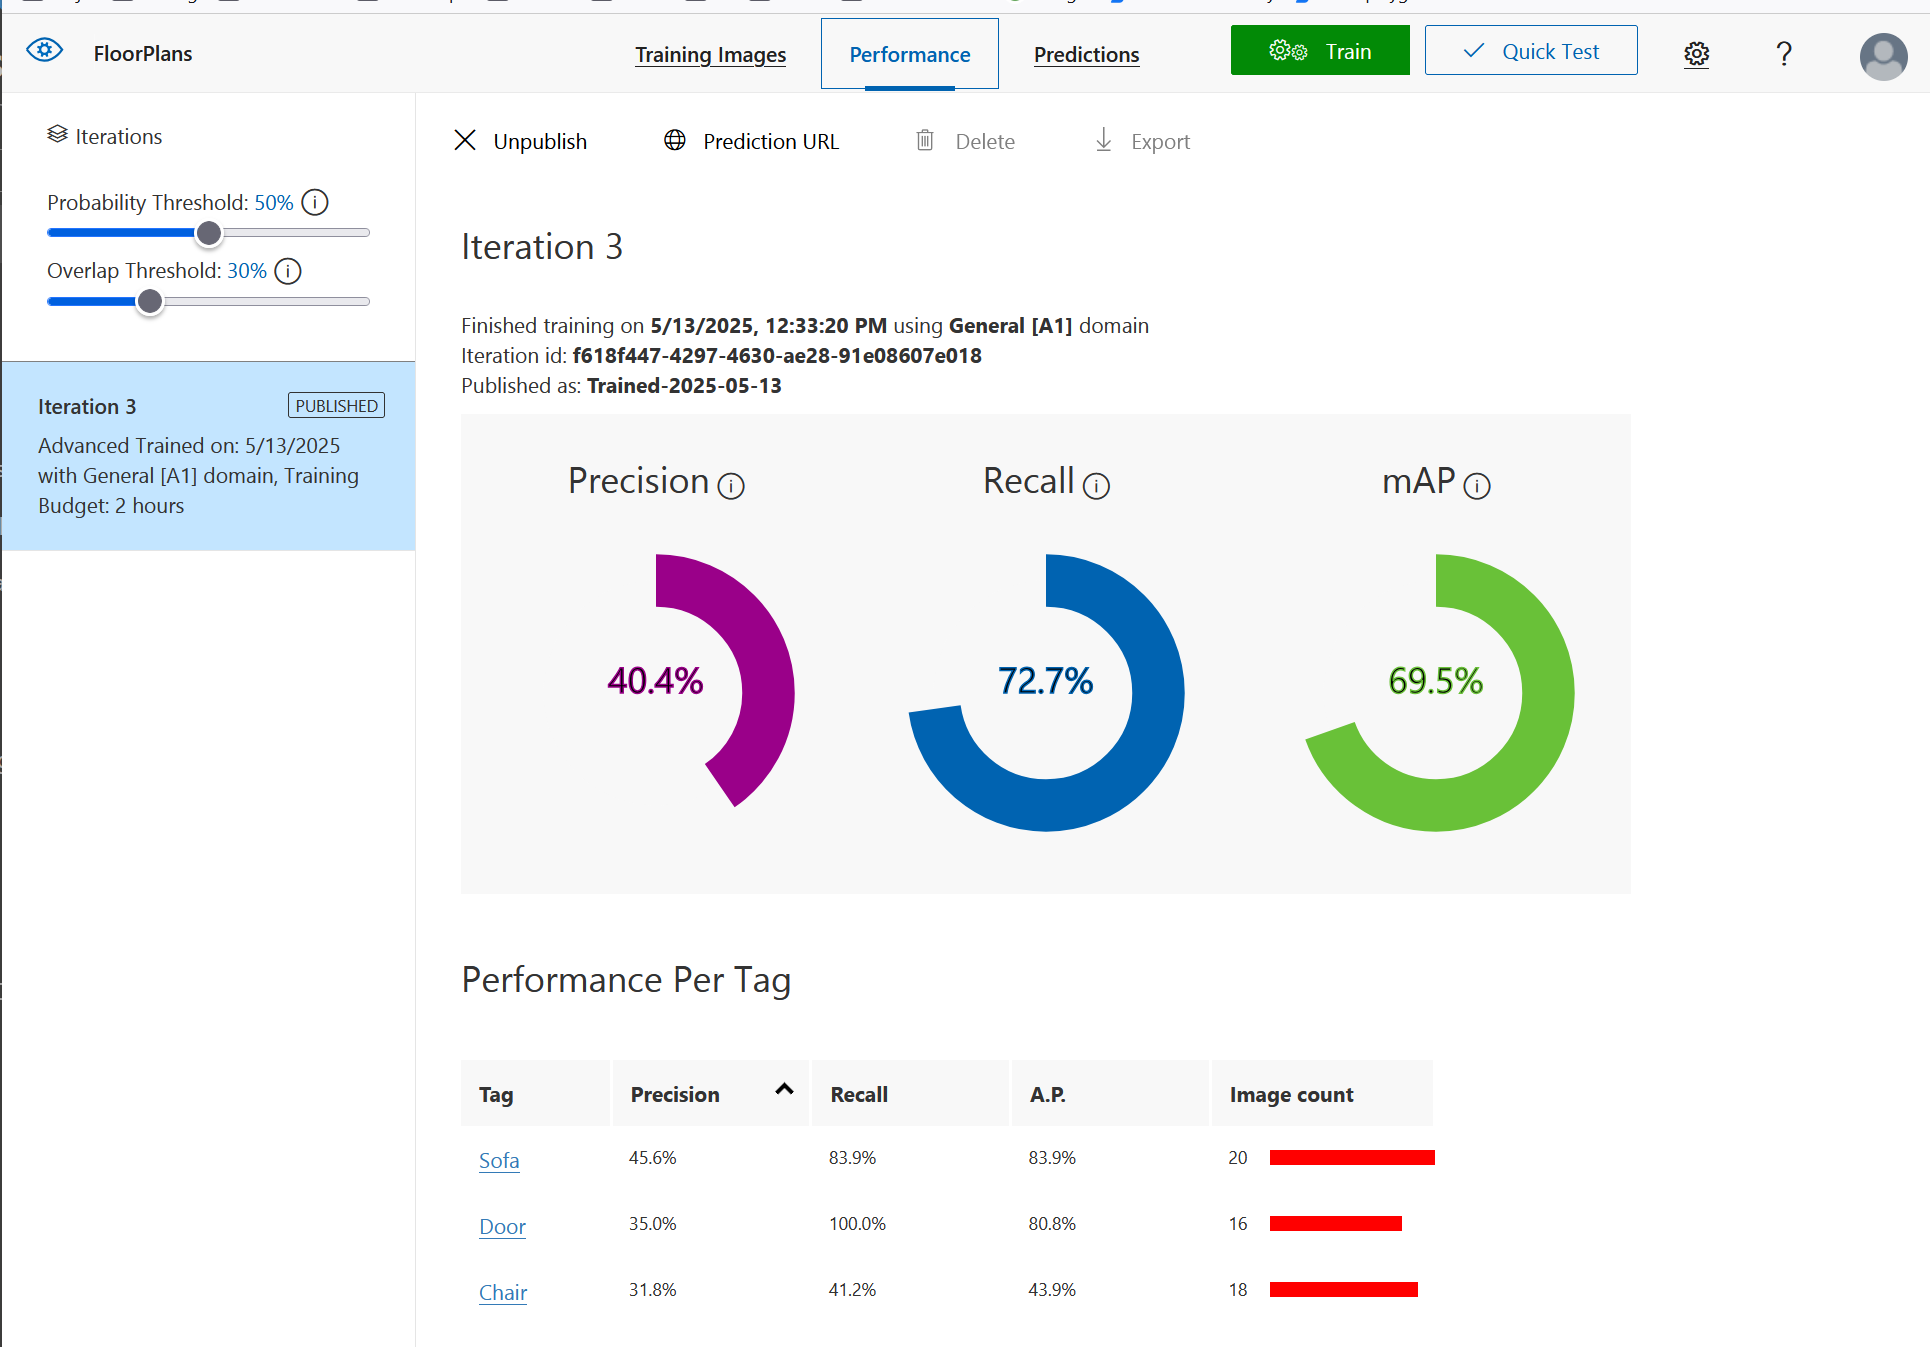 FloorPlans
Training Images
Performance
Predictions
Train
Quick Test
?
Iterations
Probability Threshold: 50%
Overlap Threshold: 30%
Iteration 3
PUBLISHED
Advanced Trained on: 5/13/2025
with General [A1] domain, Training
Budget: 2 hours
Unpublish
Prediction URL
Delete
Export
Iteration 3
Finished training on 5/13/2025, 12:33:20 PM using General [A1] domain
Iteration id: f618f447-4297-4630-ae28-91e08607e018
Published as: Trained-2025-05-13
Precision
Recall
mAP
40.4%
72.7%
69.5%
Performance Per Tag
Tag Precision Recall A.P. Image count
Sofa 45.6% 83.9% 83.9% 20
Door 35.0% 100.0% 80.8% 16
Chair 31.8% 41.2% 43.9% 18